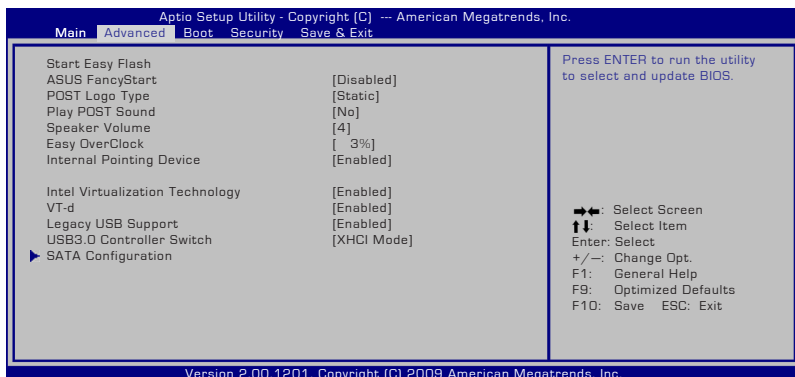 Aptio Setup Utility - Copyright (C) --- American Megatrends, Inc.
Main Advanced Boot Security Save & Exit
Start Easy Flash
ASUS FancyStart [Disabled]
POST Logo Type [Static]
Play POST Sound [No]
Speaker Volume [4]
Easy OverClock [ 3%]
Internal Pointing Device [Enabled]
Intel Virtualization Technology [Enabled]
VT-d [Enabled]
Legacy USB Support [Enabled]
USB3.0 Controller Switch [XHCI Mode]
SATA Configuration
Press ENTER to run the utility
to select and update BIOS.
→←: Select Screen
↑↓: Select Item
Enter: Select
+/—: Change Opt.
F1: General Help
F9: Optimized Defaults
F10: Save ESC: Exit
Version 2.00.1201. Copyright (C) 2009 American Megatrends, Inc.